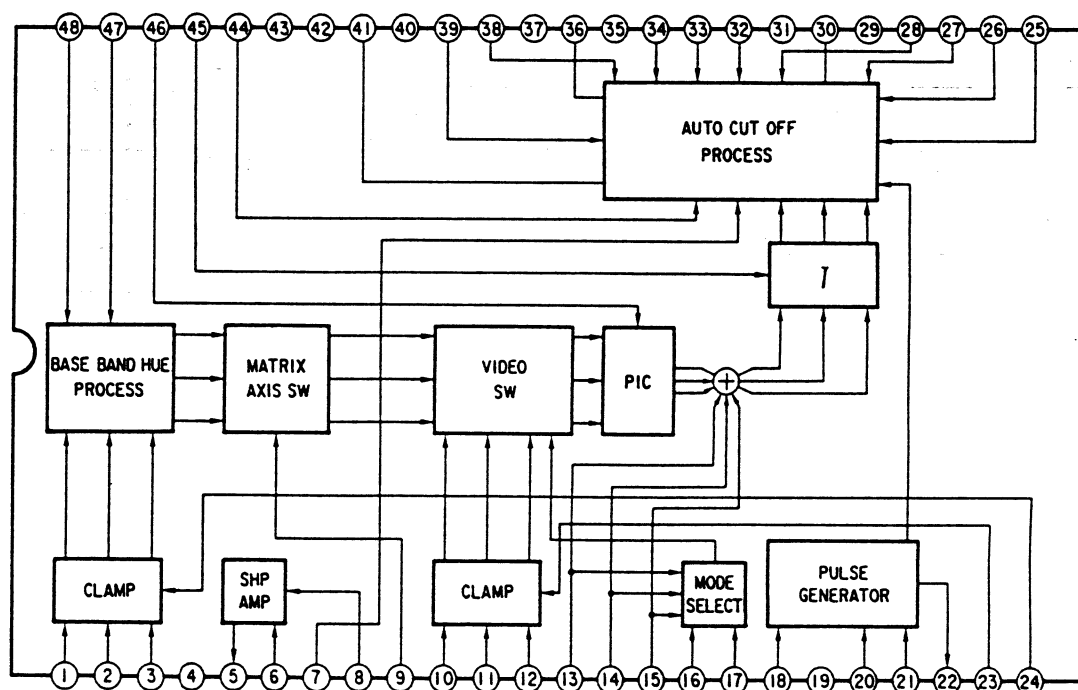 48 47 46 45 44 43 42 41 40 39 38 37 36 35 34 33 32 31 30 29 28 27 26 25
AUTO CUT OFF
PROCESS
γ
BASE BAND HUE
PROCESS
MATRIX
AXIS SW
VIDEO
SW
PIC
+
CLAMP
SHP
AMP
CLAMP
MODE
SELECT
PULSE
GENERATOR
1 2 3 4 5 6 7 8 9 10 11 12 13 14 15 16 17 18 19 20 21 22 23 24